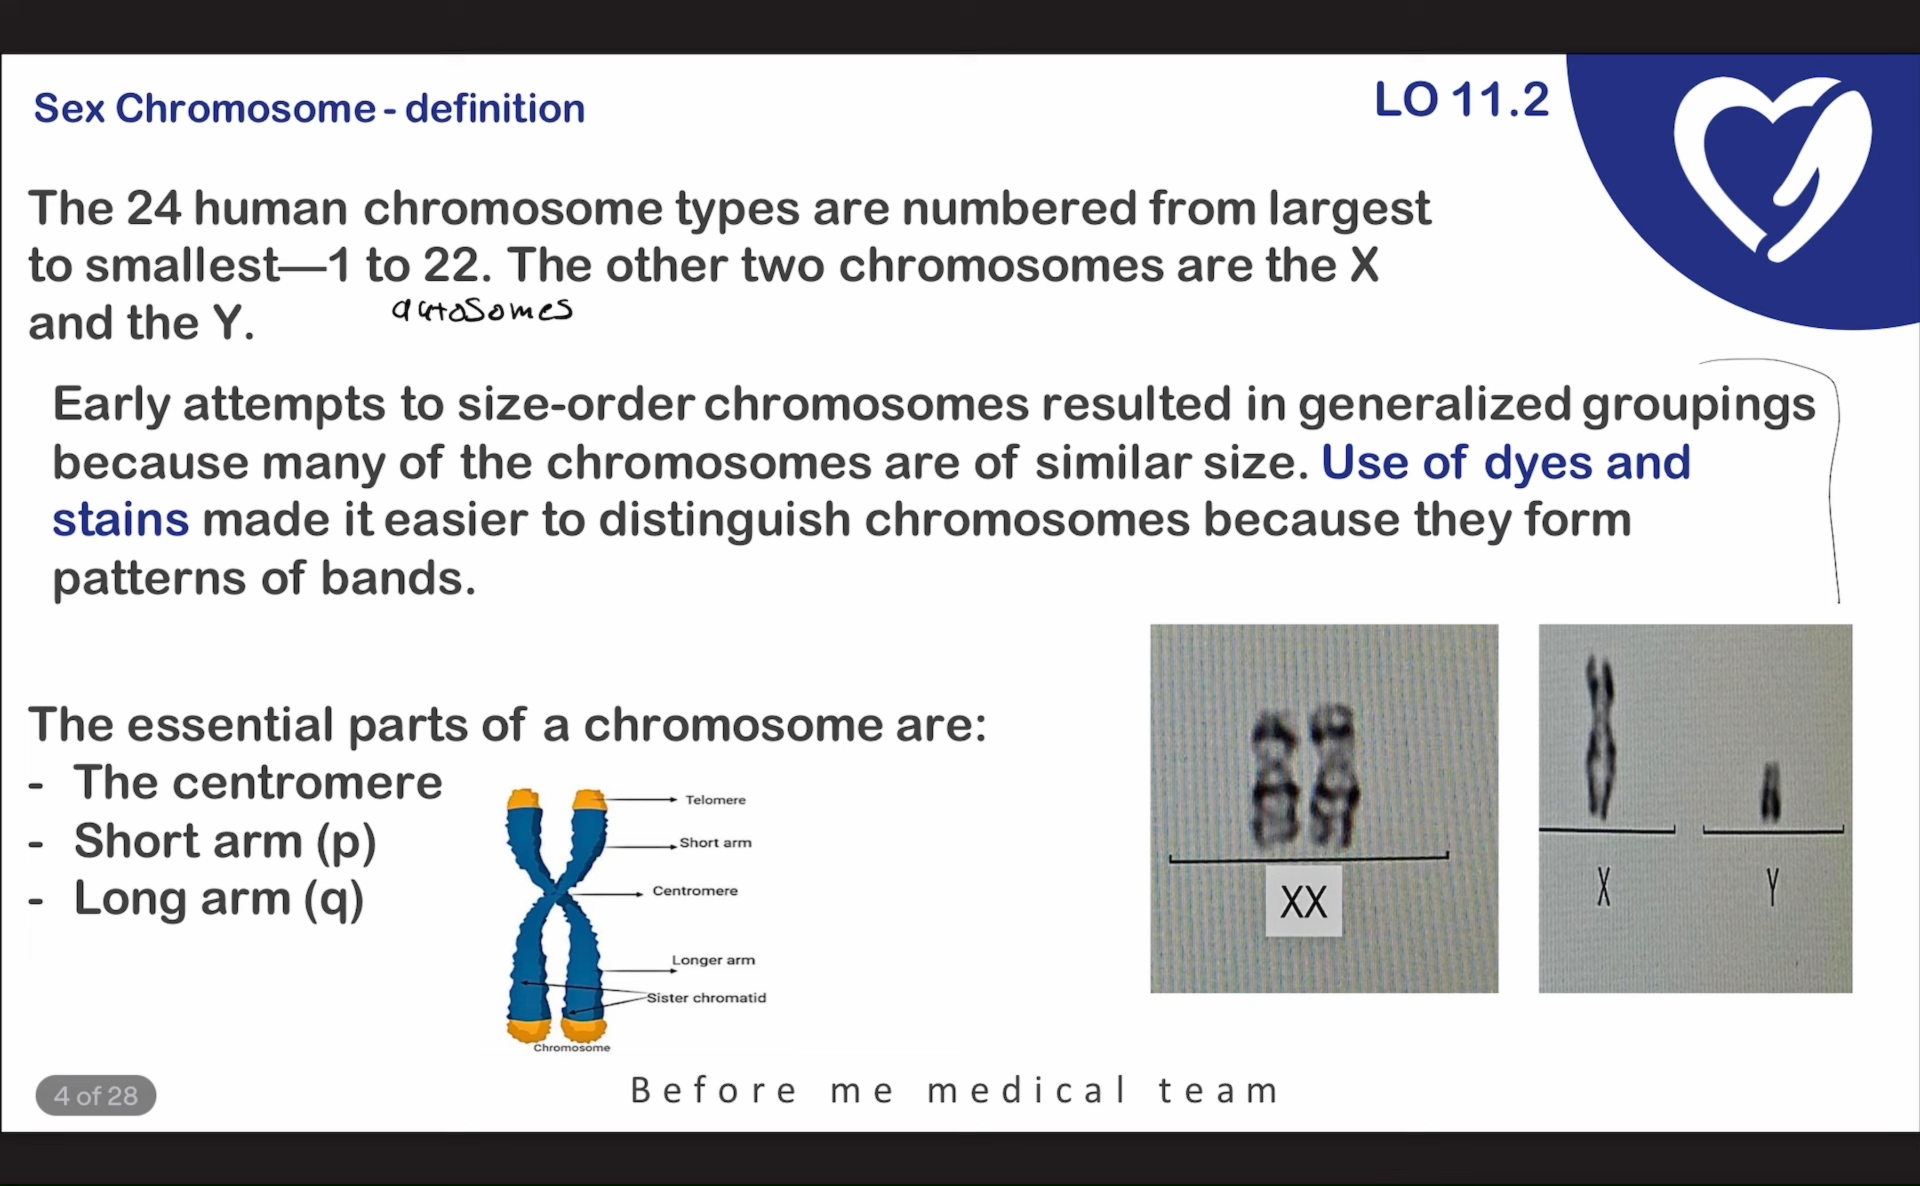 Sex Chromosome - definition
LO 11.2
The 24 human chromosome types are numbered from largest
to smallest—1 to 22. The other two chromosomes are the X
and the Y.
autosomes
Early attempts to size-order chromosomes resulted in generalized groupings
because many of the chromosomes are of similar size. Use of dyes and
stains made it easier to distinguish chromosomes because they form
patterns of bands.
The essential parts of a chromosome are:
- The centromere
- Short arm (p)
- Long arm (q)
Telomere
Short arm
Centromere
Longer arm
Sister chromatid
Chromosome
XX
X
Y
4 of 28
Before me medical team